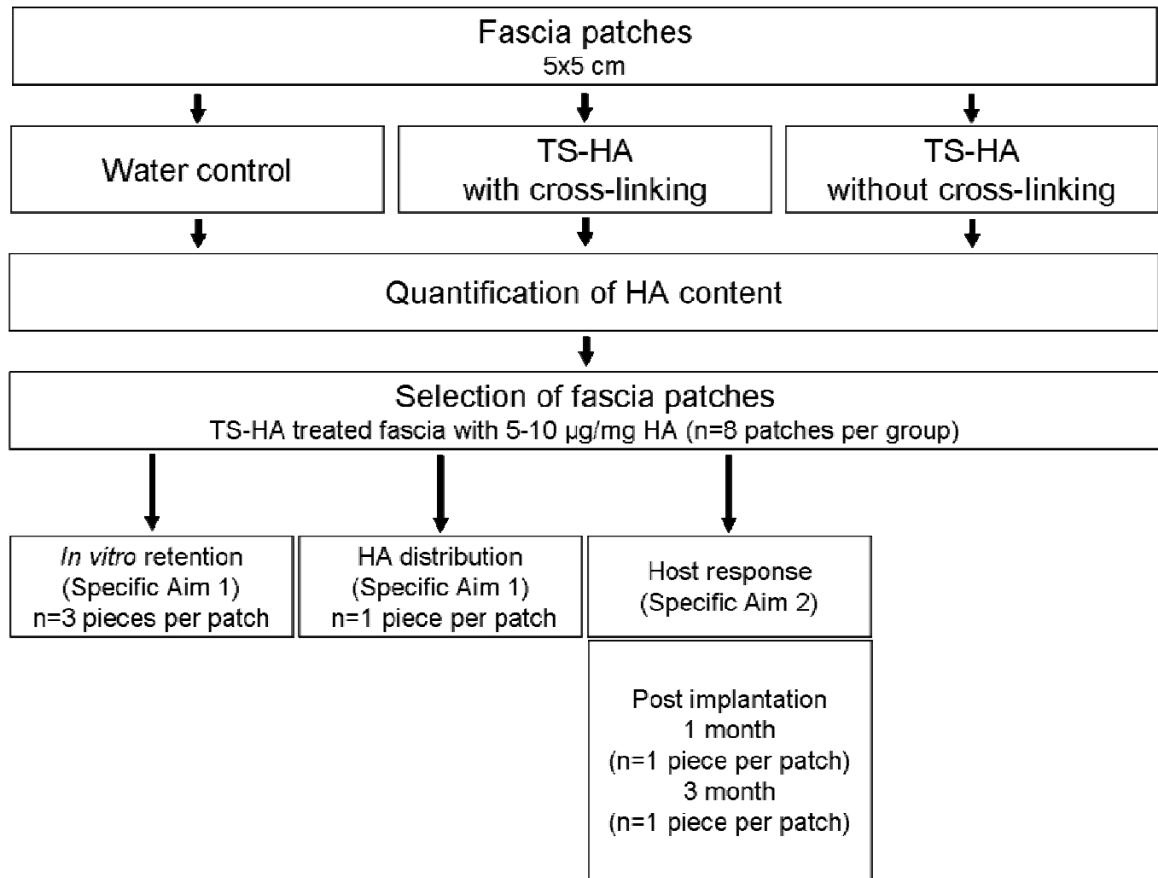 Fascia patches
5x5 cm
Water control
TS-HA
with cross-linking
TS-HA
without cross-linking
Quantification of HA content
Selection of fascia patches
TS-HA treated fascia with 5-10 µg/mg HA (n=8 patches per group)
In vitro retention
(Specific Aim 1)
n=3 pieces per patch
HA distribution
(Specific Aim 1)
n=1 piece per patch
Host response
(Specific Aim 2)
Post implantation
1 month
(n=1 piece per patch)
3 month
(n=1 piece per patch)